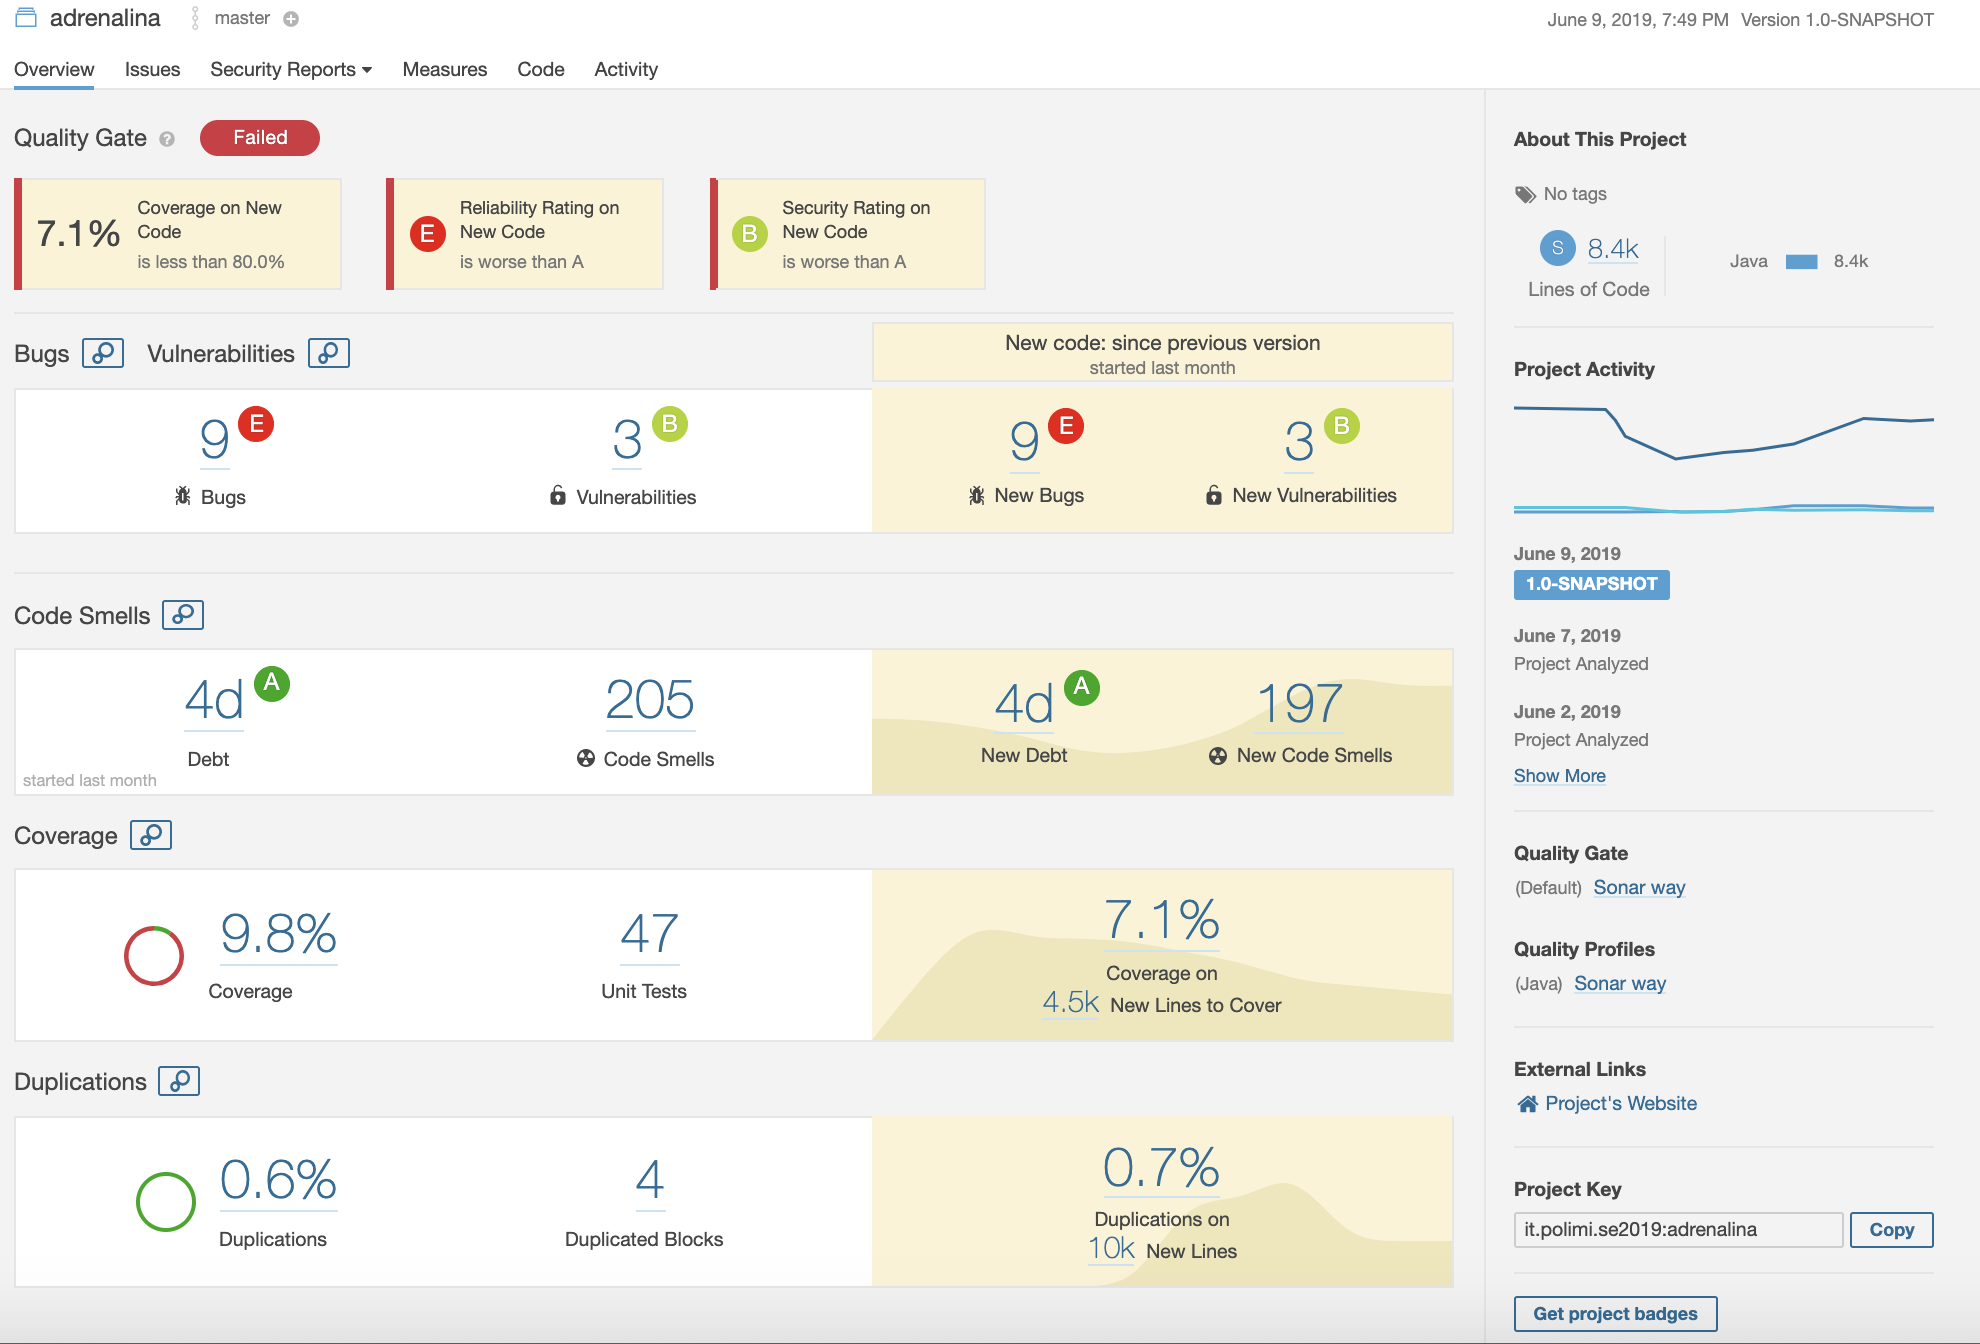 adrenalina master
June 9, 2019, 7:49 PM Version 1.0-SNAPSHOT
Overview Issues Security Reports Measures Code Activity
Quality Gate ? Failed
7.1%
Coverage on New
Code
is less than 80.0%
E
Reliability Rating on
New Code
is worse than A
B
Security Rating on
New Code
is worse than A
Bugs Vulnerabilities
New code: since previous version
started last month
9 E
Bugs
3 B
Vulnerabilities
9 E
New Bugs
3 B
New Vulnerabilities
Code Smells
4d A
Debt
started last month
205
Code Smells
4d A
New Debt
197
New Code Smells
Coverage
9.8%
Coverage
47
Unit Tests
7.1%
Coverage on
4.5k New Lines to Cover
Duplications
0.6%
Duplications
4
Duplicated Blocks
0.7%
Duplications on
10k New Lines
About This Project
No tags
S 8.4k
Lines of Code
Java 8.4k
Project Activity
June 9, 2019
1.0-SNAPSHOT
June 7, 2019
Project Analyzed
June 2, 2019
Project Analyzed
Show More
Quality Gate
(Default) Sonar way
Quality Profiles
(Java) Sonar way
External Links
Project's Website
Project Key
it.polimi.se2019:adrenalina Copy
Get project badges